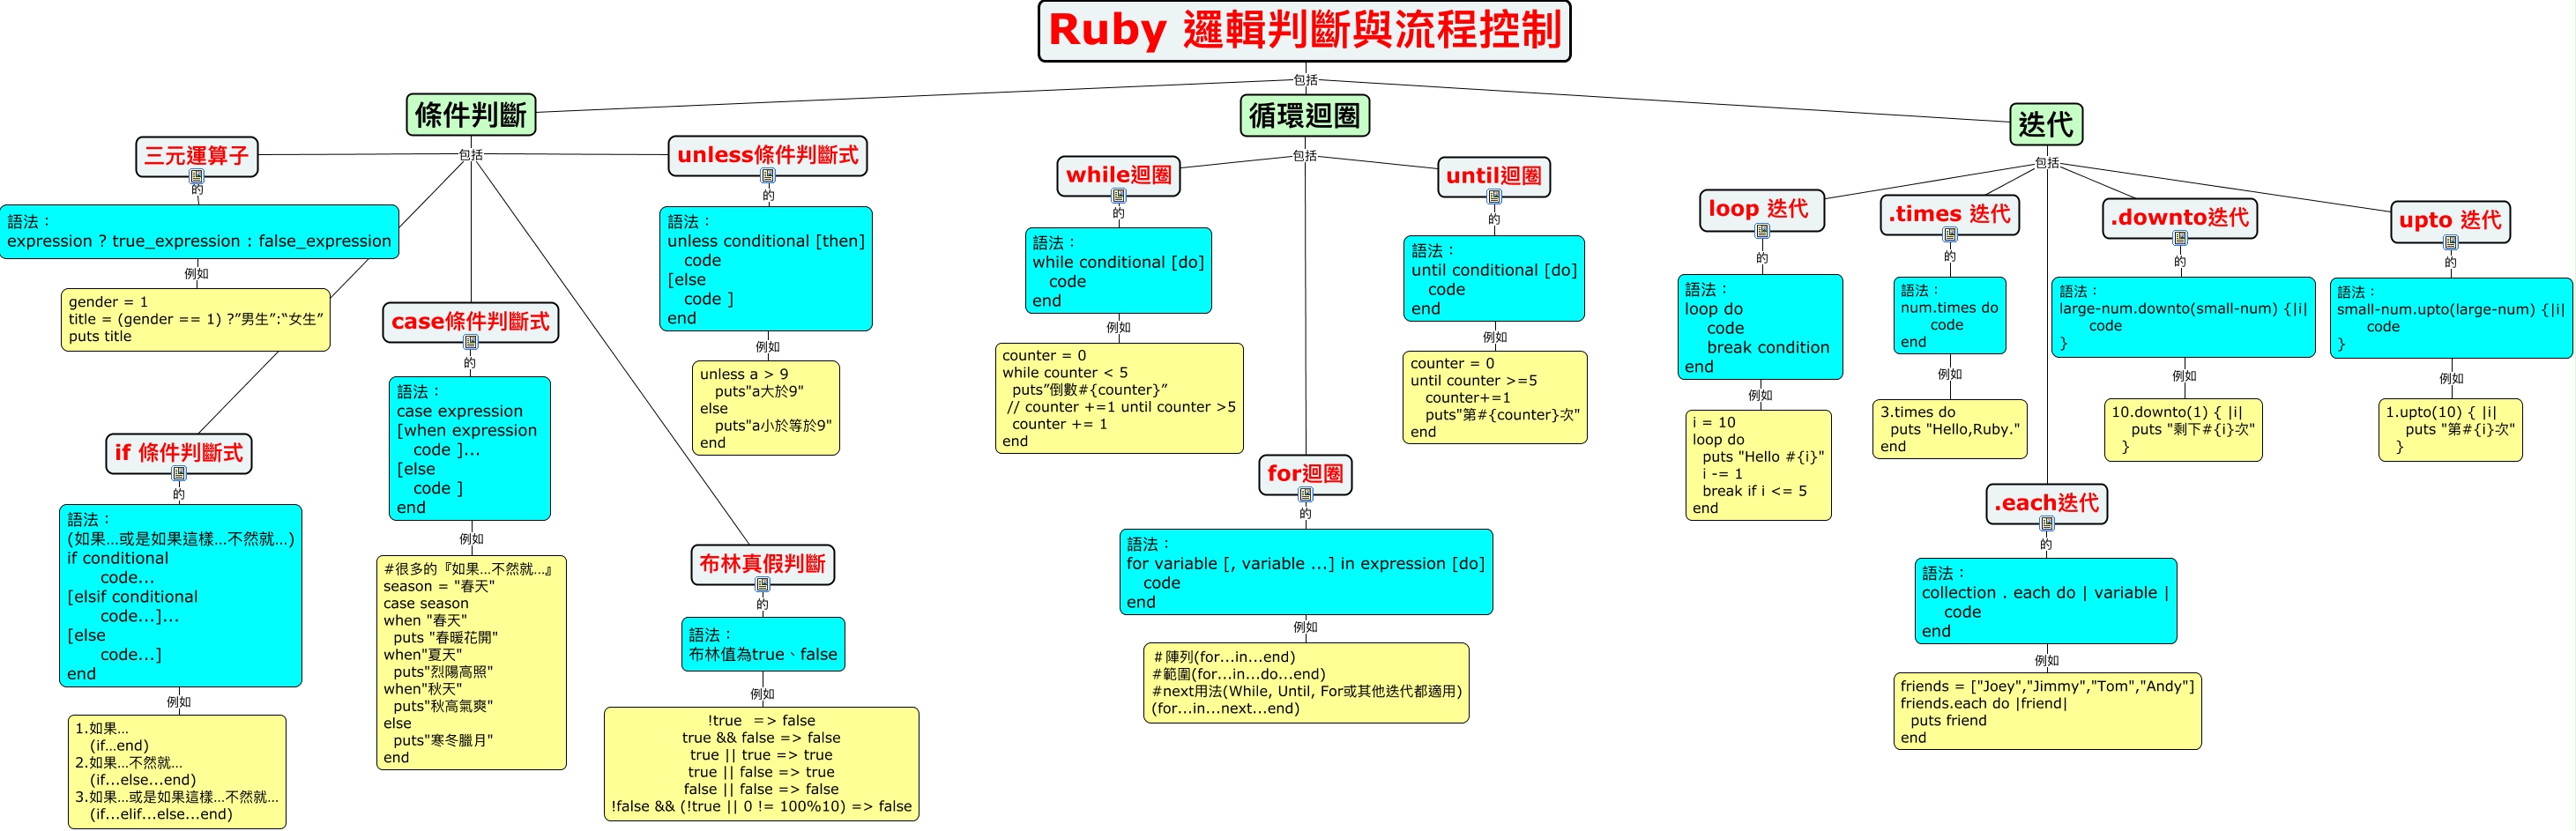 Ruby 邏輯判斷與流程控制
包括
條件判斷
包括
三元運算子
的
語法：
expression ? true_expression : false_expression
例如
gender = 1
title = (gender == 1) ?”男生”:“女生”
puts title
if 條件判斷式
的
語法：
(如果...或是如果這樣...不然就...)
if conditional
code...
[elsif conditional
code...]...
[else
code...]
end
例如
1.如果...
(if...end)
2.如果...不然就...
(if...else...end)
3.如果...或是如果這樣...不然就...
(if...elif...else...end)
case條件判斷式
的
語法：
case expression
[when expression
code ]...
[else
code ]
end
例如
#很多的『如果...不然就...』
season = "春天"
case season
when "春天"
puts "春暖花開"
when"夏天"
puts"烈陽高照"
when"秋天"
puts"秋高氣爽"
else
puts"寒冬臘月"
end
unless條件判斷式
的
語法：
unless conditional [then]
code
[else
code ]
end
例如
unless a > 9
puts"a大於9"
else
puts"a小於等於9"
end
布林真假判斷
的
語法：
布林值為true、false
例如
!true  => false
true && false => false
true || true => true
true || false => true
false || false => false
!false && (!true || 0 != 100%10) => false
循環迴圈
包括
while迴圈
的
語法：
while conditional [do]
code
end
例如
counter = 0
while counter < 5
puts”倒數#{counter}”
// counter +=1 until counter >5
counter += 1
end
for迴圈
的
語法：
for variable [, variable ...] in expression [do]
code
end
例如
＃陣列(for...in...end)
#範圍(for...in...do...end)
#next用法(While, Until, For或其他迭代都適用)
(for...in...next...end)
until迴圈
的
語法：
until conditional [do]
code
end
例如
counter = 0
until counter >=5
counter+=1
puts"第#{counter}次"
end
迭代
包括
loop 迭代
的
語法：
loop do
code
break condition
end
例如
i = 10
loop do
puts "Hello #{i}"
i -= 1
break if i <= 5
end
.times 迭代
的
語法：
num.times do
code
end
例如
3.times do
puts "Hello,Ruby."
end
.each迭代
的
語法：
collection . each do | variable |
code
end
例如
friends = ["Joey","Jimmy","Tom","Andy"]
friends.each do |friend|
puts friend
end
.downto迭代
的
語法：
large-num.downto(small-num) {|i|
code
}
例如
10.downto(1) { |i|
puts "剩下#{i}次"
}
upto 迭代
的
語法：
small-num.upto(large-num) {|i|
code
}
例如
1.upto(10) { |i|
puts "第#{i}次"
}